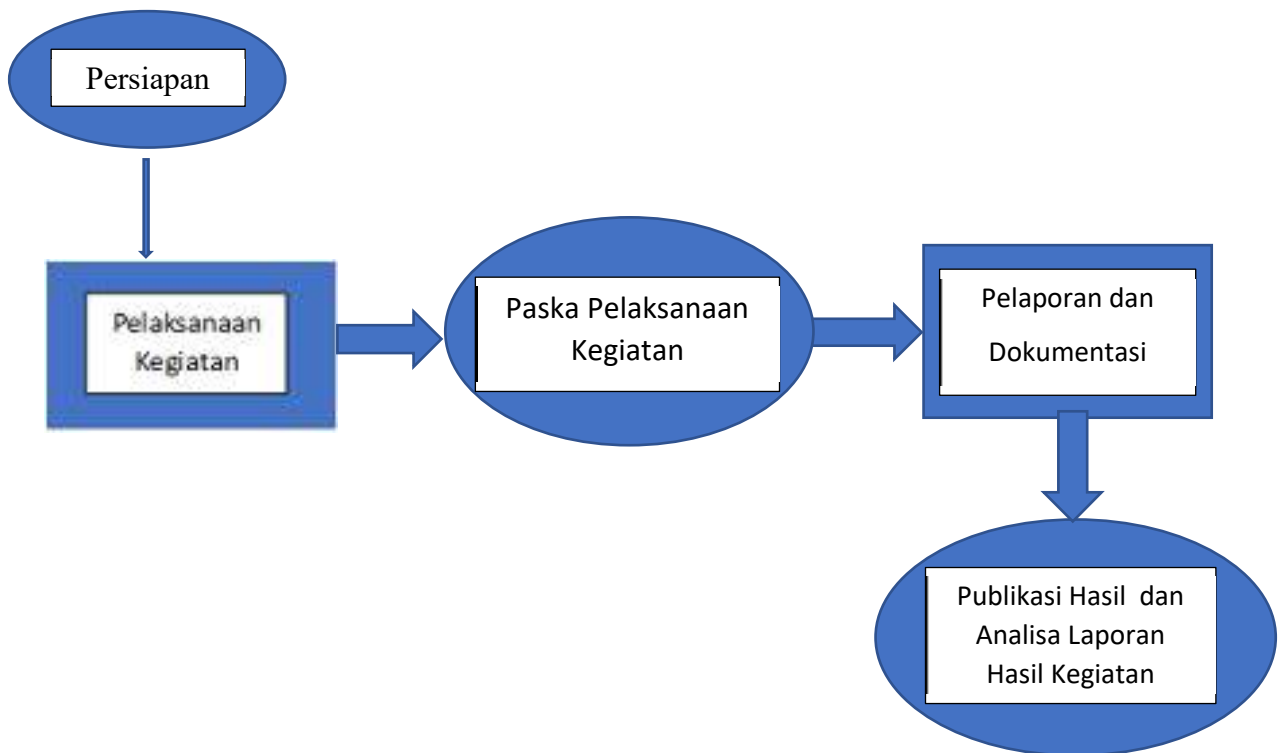 Persiapan
Pelaksanaan
Kegiatan
Paska Pelaksanaan
Kegiatan
Pelaporan dan
Dokumentasi
Publikasi Hasil dan
Analisa Laporan
Hasil Kegiatan